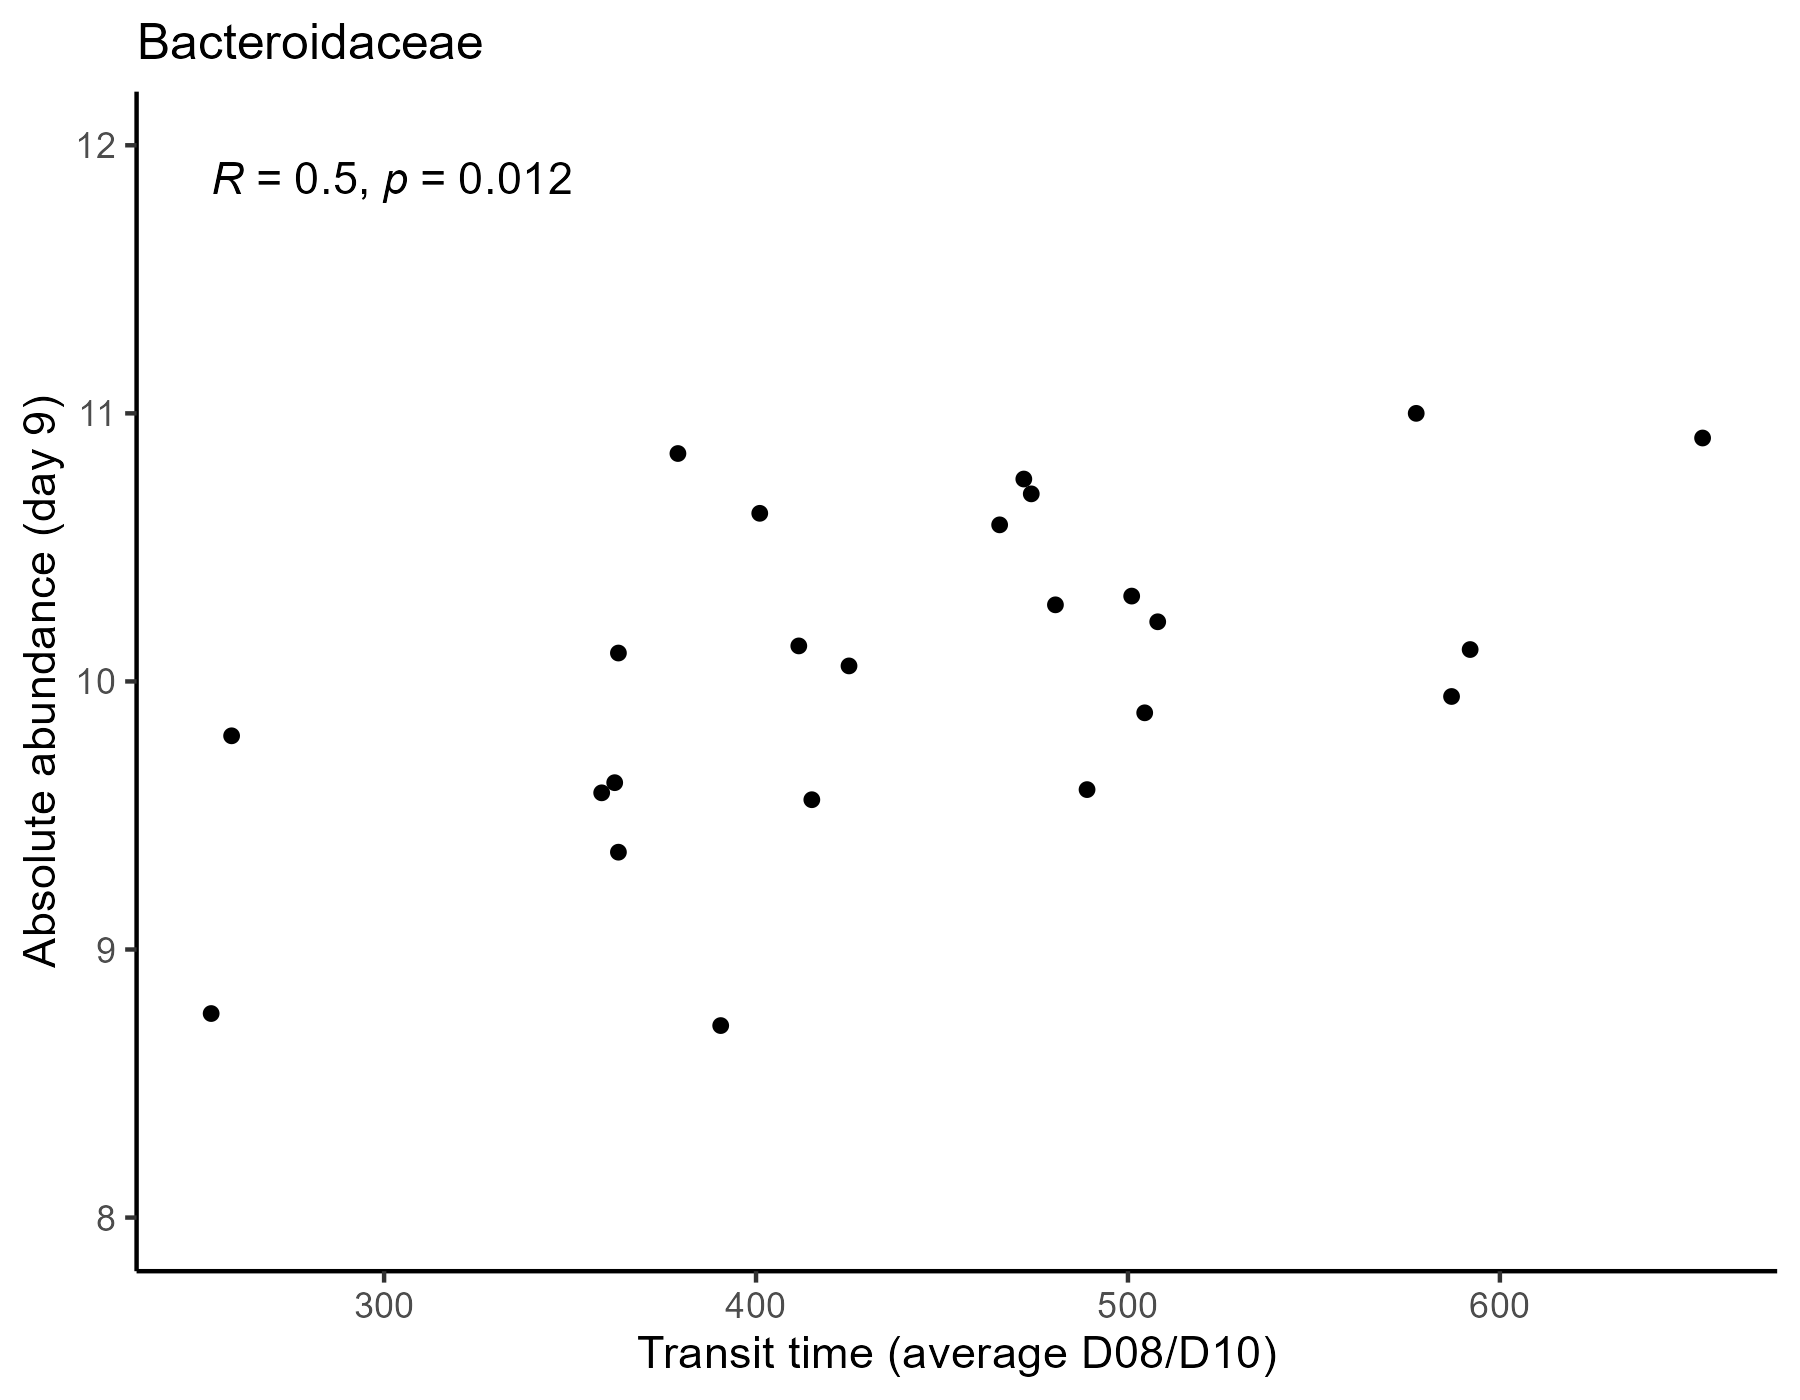 Bacteroidaceae
12
R = 0.5, p = 0.012
11
10
9
8
Absolute abundance (day 9)
300 400 500 600
Transit time (average D08/D10)